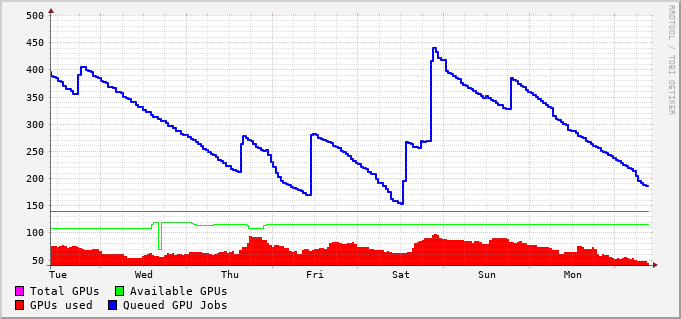 500
450
400
350
300
250
200
150
100
50
Tue Wed Thu Fri Sat Sun Mon
Total GPUs Available GPUs
GPUs used Queued GPU Jobs
RRDTOOL / TOBI OETIKER